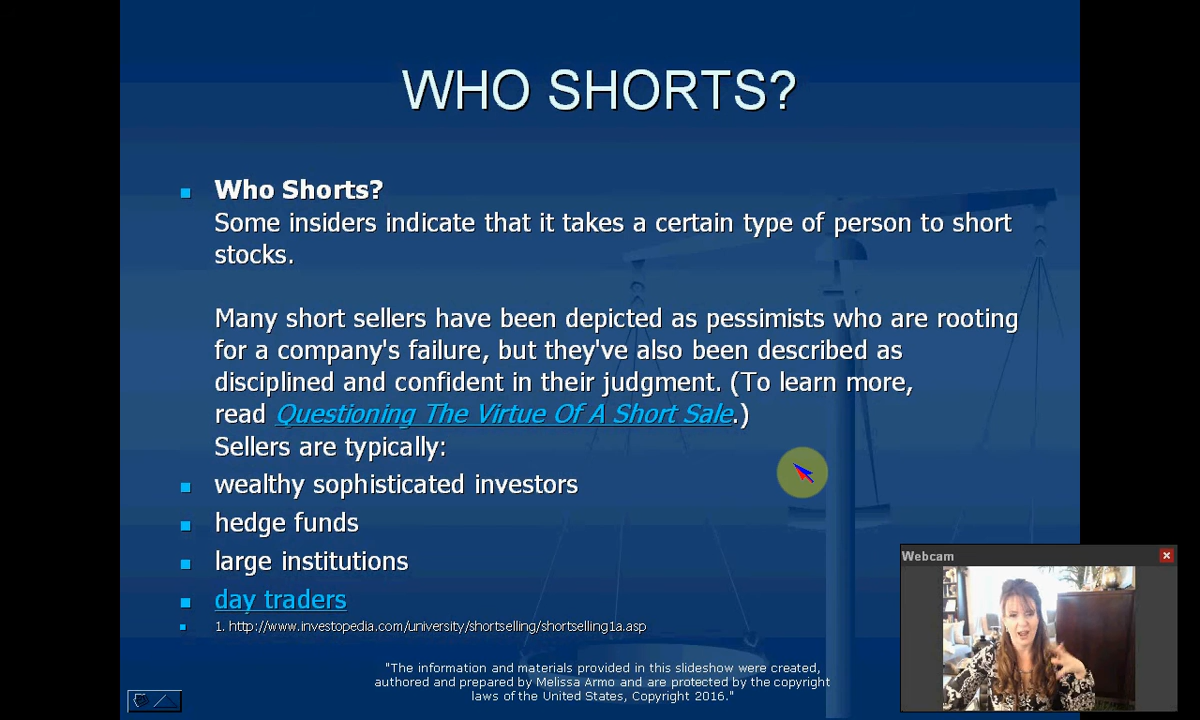 WHO SHORTS?
Who Shorts?
Some insiders indicate that it takes a certain type of person to short
stocks.
Many short sellers have been depicted as pessimists who are rooting
for a company's failure, but they've also been described as
disciplined and confident in their judgment. (To learn more,
read Questioning The Virtue Of A Short Sale.)
Sellers are typically:
wealthy sophisticated investors
hedge funds
large institutions
day traders
1. http://www.investopedia.com/university/shortselling/shortselling1a.asp
"The information and materials provided in this slideshow were created,
authored and prepared by Melissa Armo and are protected by the copyright
laws of the United States, Copyright 2016."
Webcam